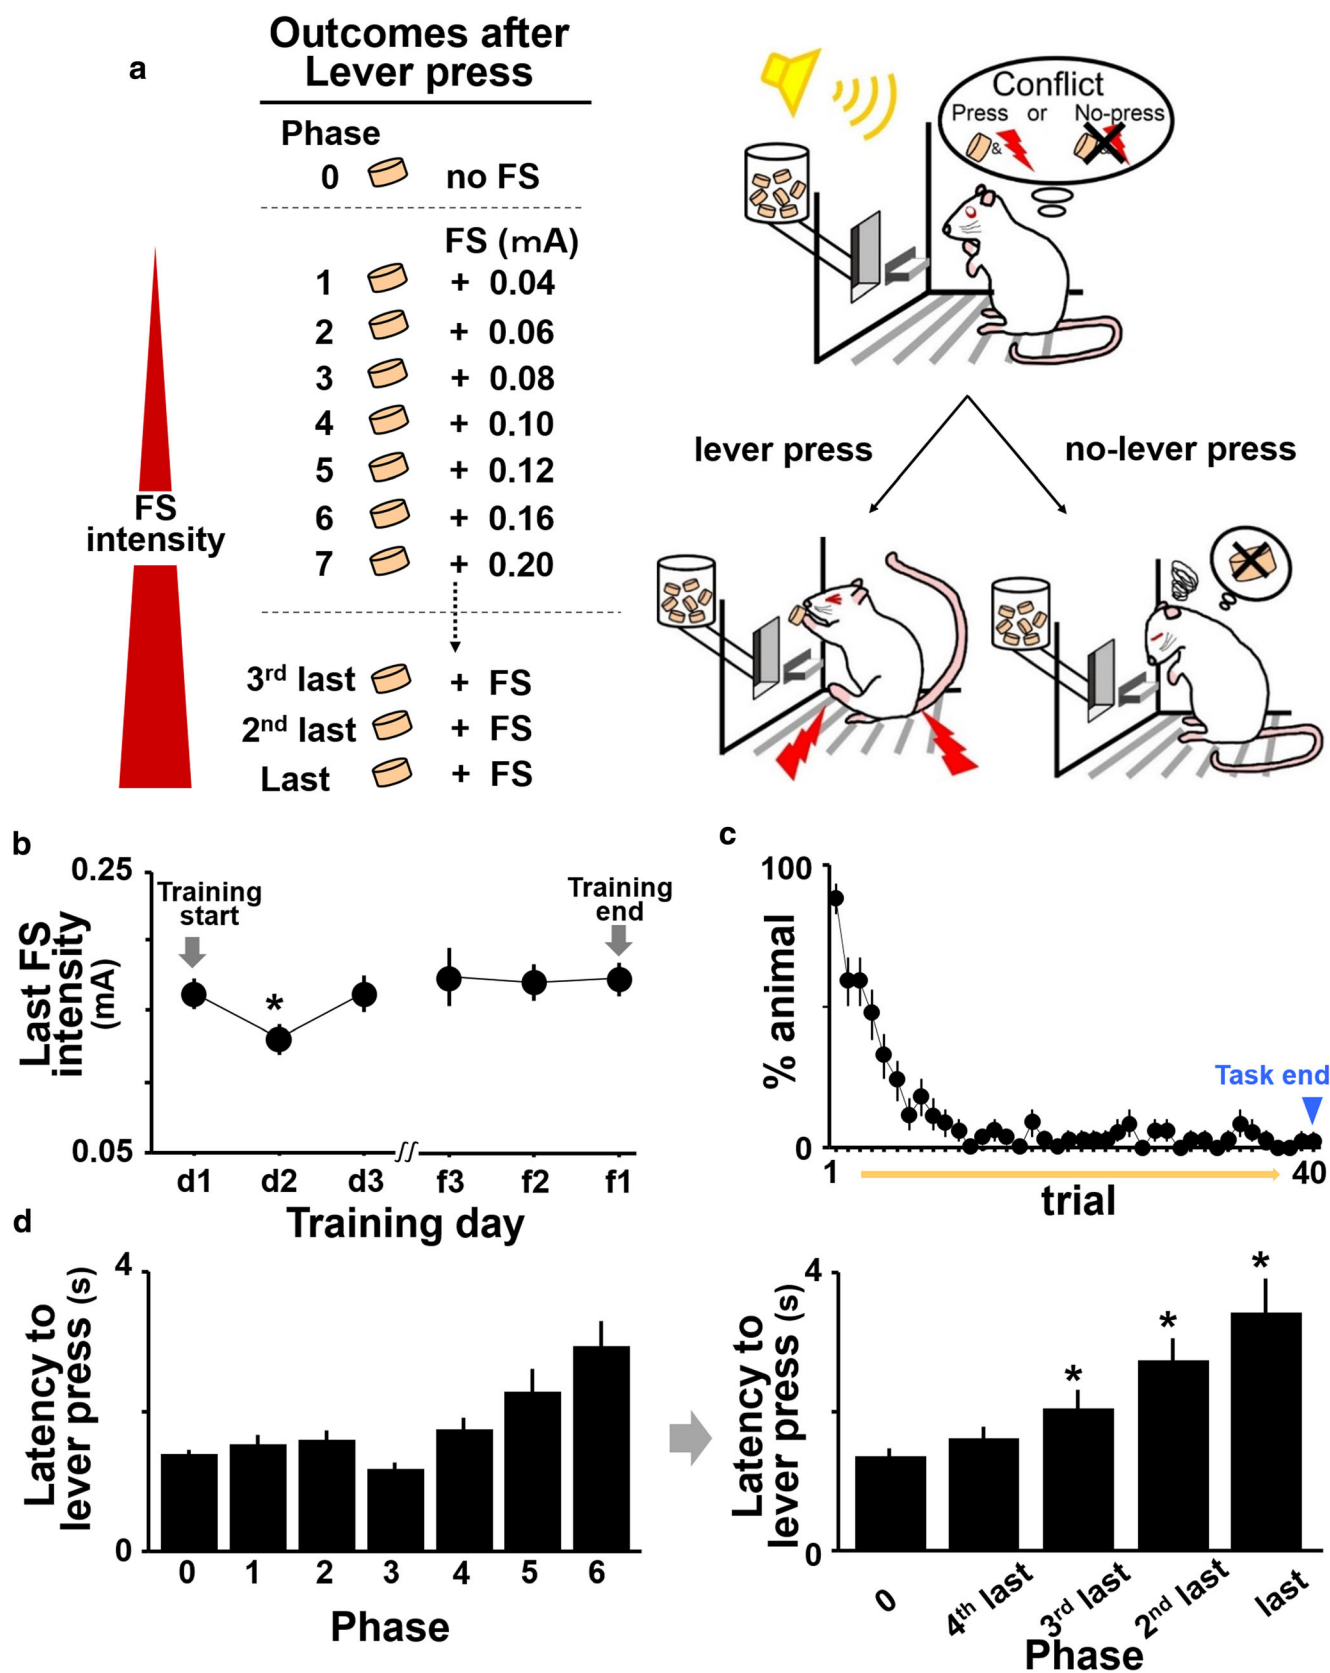 a
Outcomes after
Lever press
Phase
0 no FS
FS (mA)
1 + 0.04
2 + 0.06
3 + 0.08
4 + 0.10
5 + 0.12
6 + 0.16
7 + 0.20
FS
intensity
3rd last + FS
2nd last + FS
Last + FS
Conflict
Press or No-press
&
lever press
no-lever press
b
0.25
0.05
Last FS
intensity
(mA)
Training
start
*
Training
end
d1 d2 d3 f3 f2 f1
Training day
c
100
0
% animal
Task end
1 40
trial
d
4
0
Latency to
lever press (s)
0 1 2 3 4 5 6
Phase
4
0
Latency to
lever press (s)
* * *
0 4th last 3rd last 2nd last last
Phase